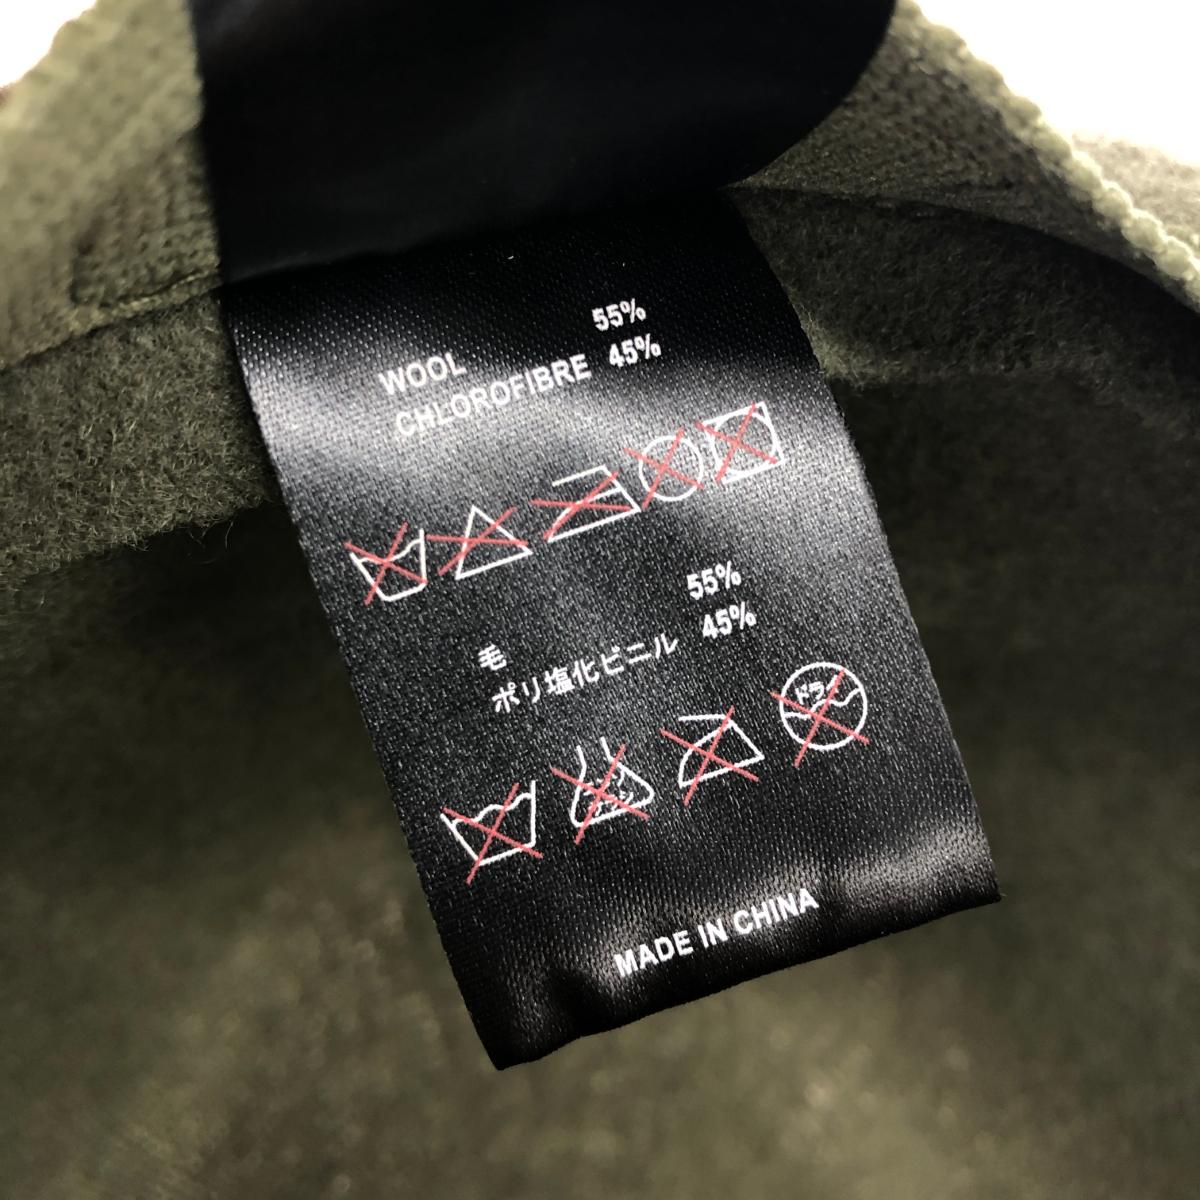 WOOL 55%
CHLOROFIBRE 45%
毛 55%
ポリ塩化ビニル 45%
ドライ
MADE IN CHINA